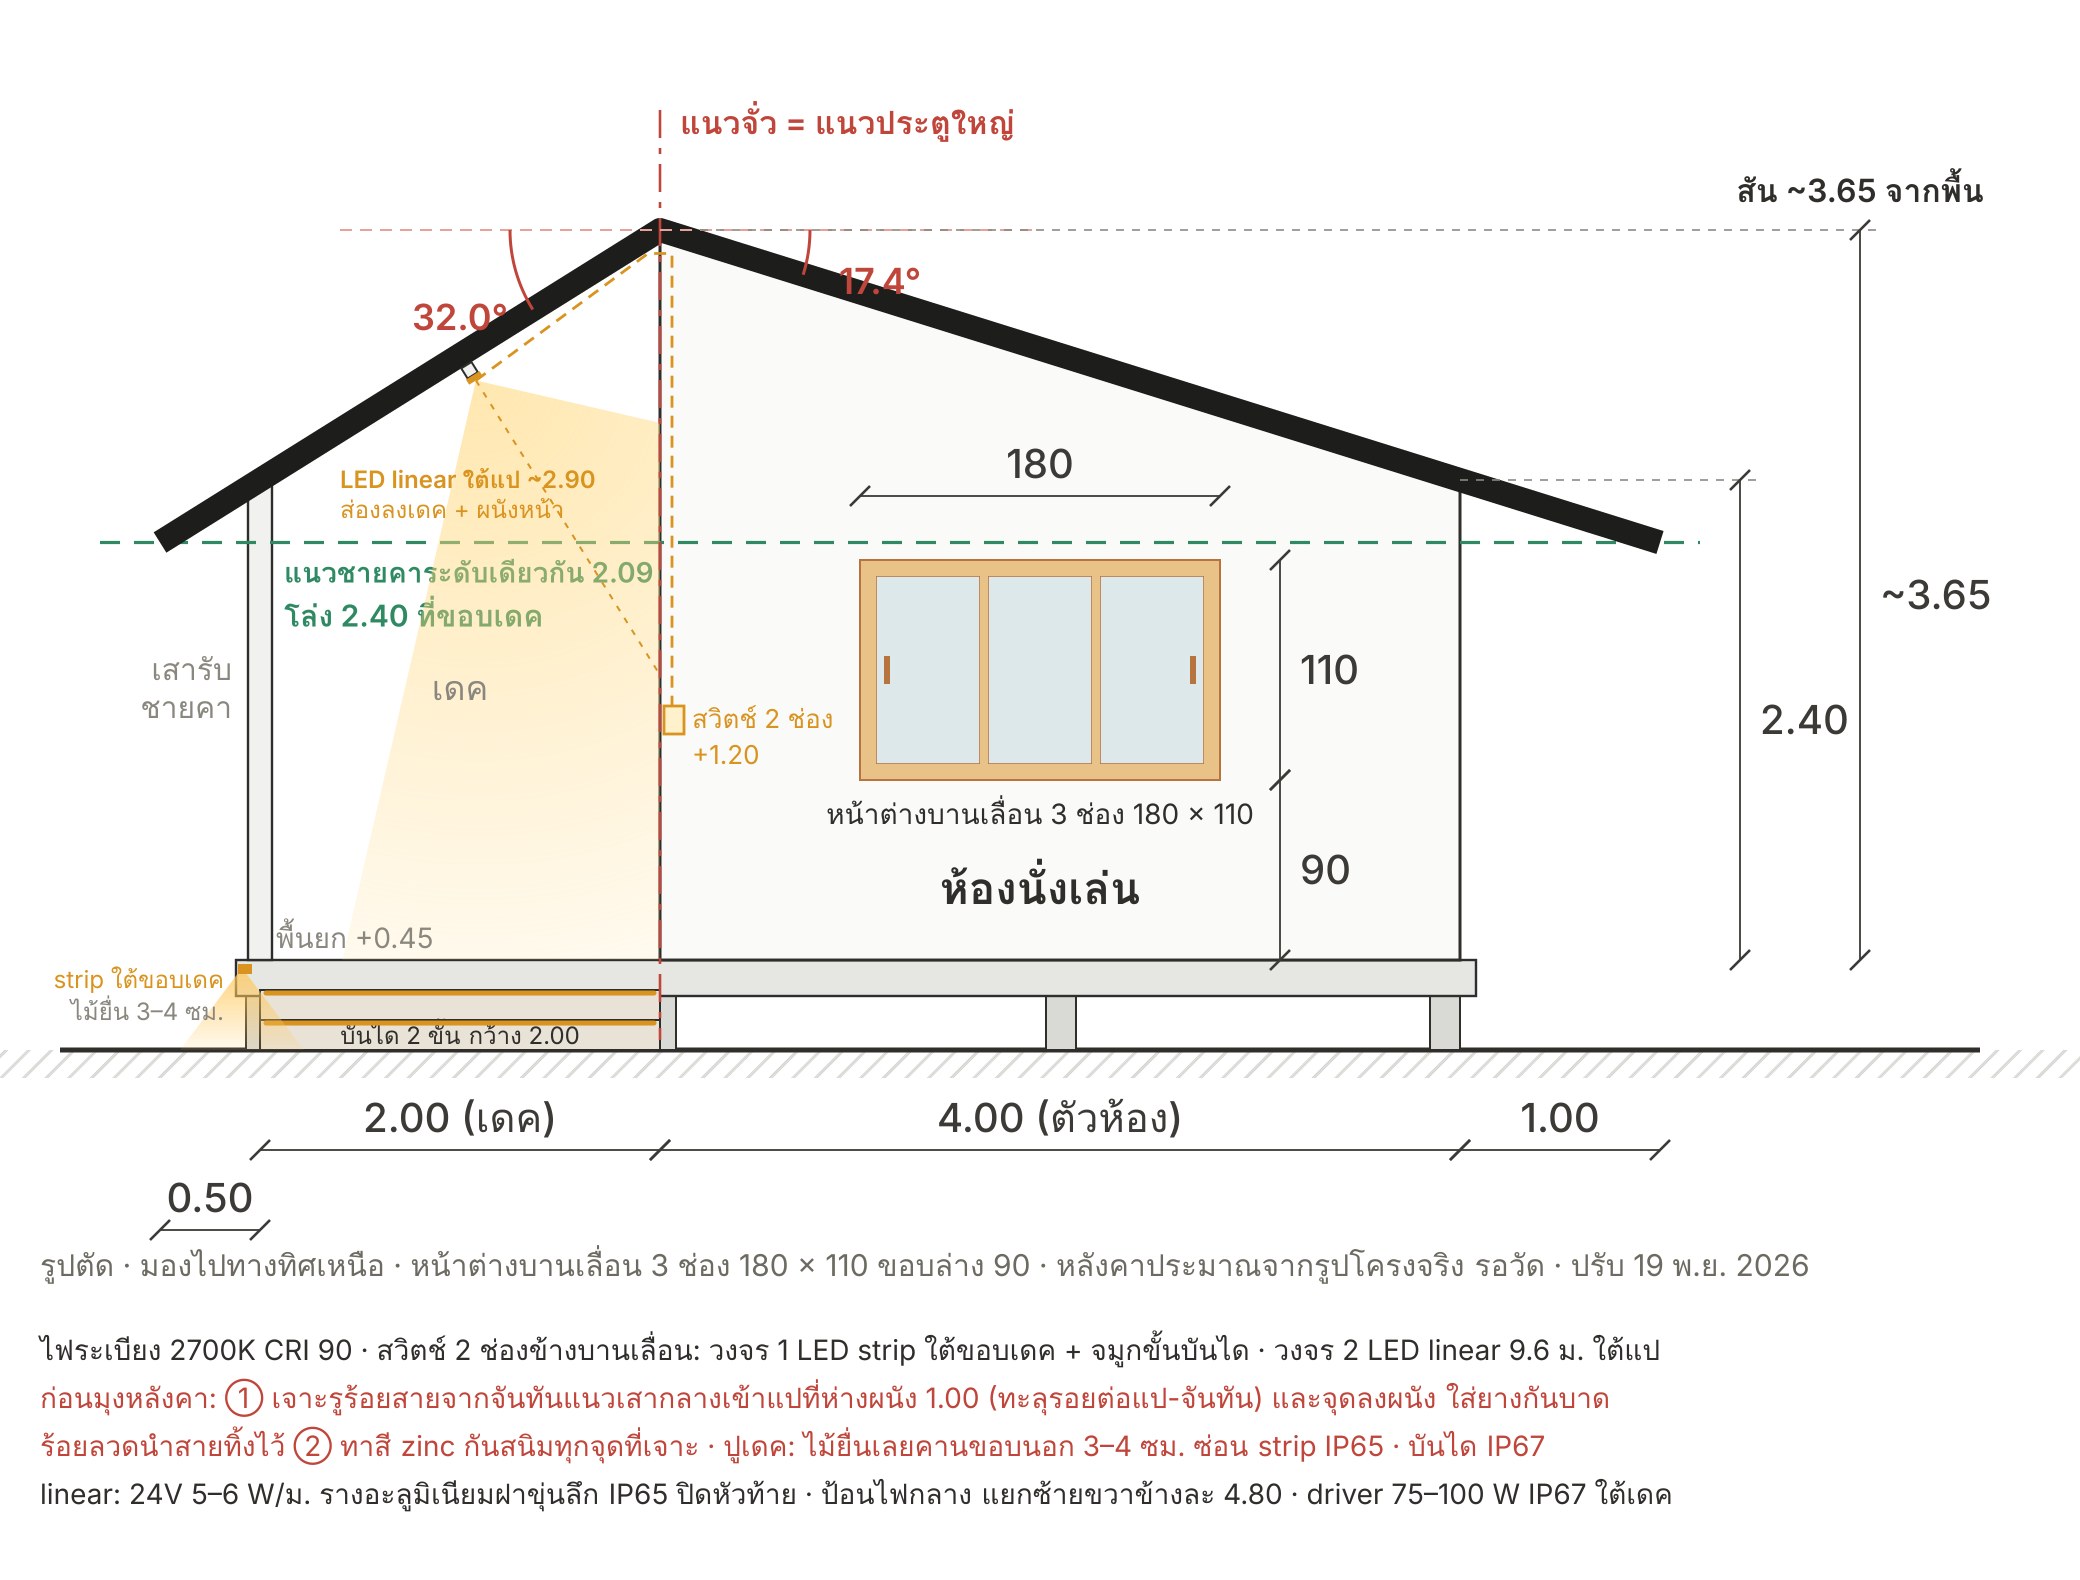 แนวจั่ว = แนวประตูใหญ่
สัน ~3.65 จากพื้น
32.0°
17.4°
180
LED linear ใต้แป ~2.90
ส่องลงเดค + ผนังหน้า
แนวชายคาระดับเดียวกัน 2.09
โล่ง 2.40 ที่ขอบเดค
~3.65
เสารับ
ชายคา
เดค
110
2.40
สวิตช์ 2 ช่อง
+1.20
หน้าต่างบานเลื่อน 3 ช่อง 180 × 110
90
ห้องนั่งเล่น
พื้นยก +0.45
strip ใต้ขอบเดค
ไม้ยื่น 3–4 ซม.
บันได 2 ขั้น กว้าง 2.00
2.00 (เดค)
4.00 (ตัวห้อง)
1.00
0.50
รูปตัด · มองไปทางทิศเหนือ · หน้าต่างบานเลื่อน 3 ช่อง 180 × 110 ขอบล่าง 90 · หลังคาประมาณจากรูปโครงจริง รอวัด · ปรับ 19 พ.ย. 2026
ไฟระเบียง 2700K CRI 90 · สวิตช์ 2 ช่องข้างบานเลื่อน: วงจร 1 LED strip ใต้ขอบเดค + จมูกขั้นบันได · วงจร 2 LED linear 9.6 ม. ใต้แป
ก่อนมุงหลังคา: ① เจาะรูร้อยสายจากจันทันแนวเสากลางเข้าแปที่ห่างผนัง 1.00 (ทะลุรอยต่อแป-จันทัน) และจุดลงผนัง ใส่ยางกันบาด
ร้อยลวดนำสายทิ้งไว้ ② ทาสี zinc กันสนิมทุกจุดที่เจาะ · ปูเดค: ไม้ยื่นเลยคานขอบนอก 3–4 ซม. ซ่อน strip IP65 · บันได IP67
linear: 24V 5–6 W/ม. รางอะลูมิเนียมฝาขุ่นลึก IP65 ปิดหัวท้าย · ป้อนไฟกลาง แยกซ้ายขวาข้างละ 4.80 · driver 75–100 W IP67 ใต้เดค